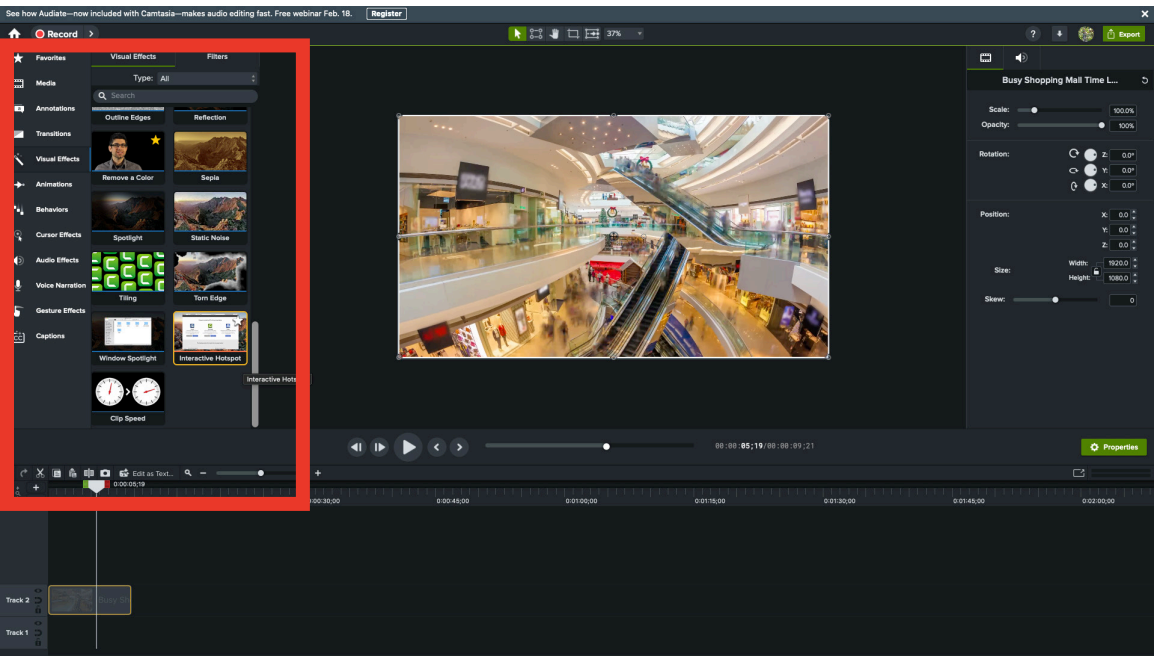 See how Audiate—now included with Camtasia—makes audio editing fast. Free webinar Feb. 18. Register
Record
37%
Export
Favorites
Media
Annotations
Transitions
Visual Effects
Animations
Behaviors
Cursor Effects
Audio Effects
Voice Narration
Gesture Effects
Captions
Visual Effects Filters
Type: All
Search
Outline Edges Reflection
Remove a Color Sepia
Spotlight Static Noise
Tiling Torn Edge
Window Spotlight Interactive Hotspot
Interactive Hots
Clip Speed
Busy Shopping Mall Time L...
Scale: 100.0%
Opacity: 100%
Rotation: Z: 0.0°
Y: 0.0°
X: 0.0°
Position: X: 0.0
Y: 0.0
Z: 0.0
Size: Width: 1920.0
Height: 1080.0
Skew: 0
00:00:05;19/00:00:09;21
Properties
Edit as Text...
0:00:05;19
0:00:30;00 0:00:45;00 0:01:00;00 0:01:15;00 0:01:30;00 0:01:45;00 0:02:00;00
Track 2
Busy Sh
Track 1